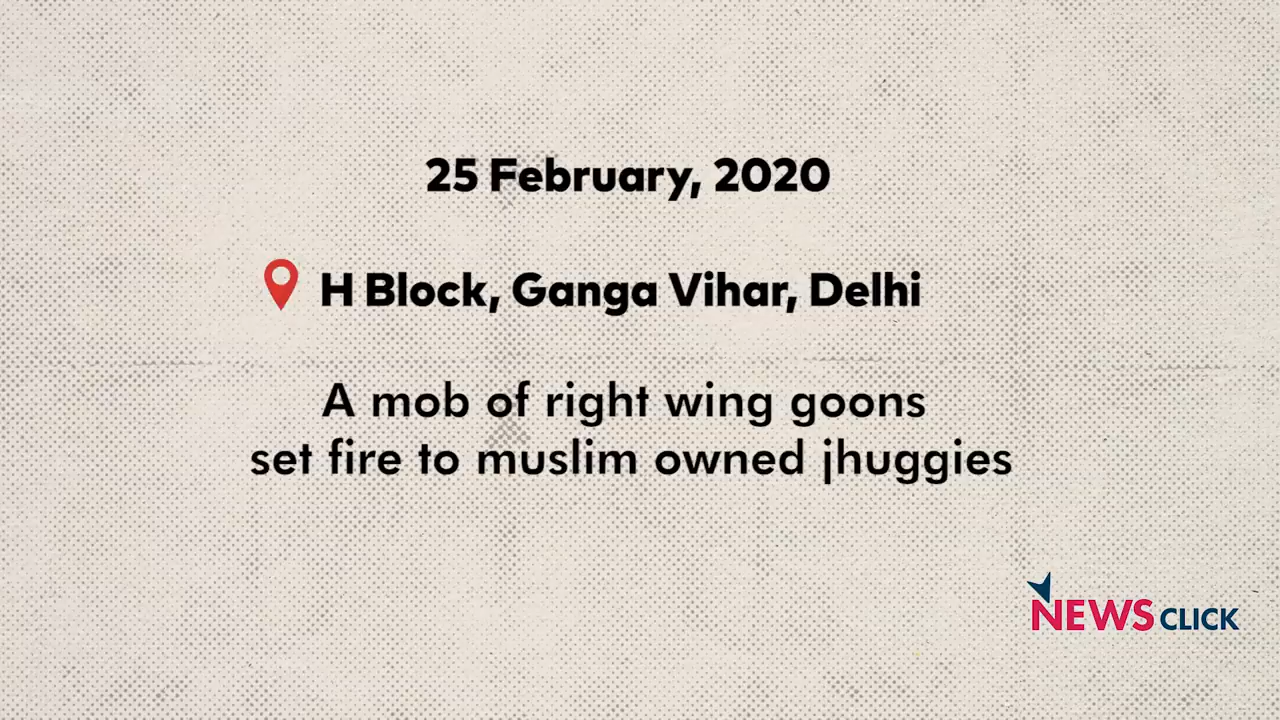 25 February, 2020
H Block, Ganga Vihar, Delhi
A mob of right wing goons
set fire to muslim owned jhuggies
NEWSCLICK